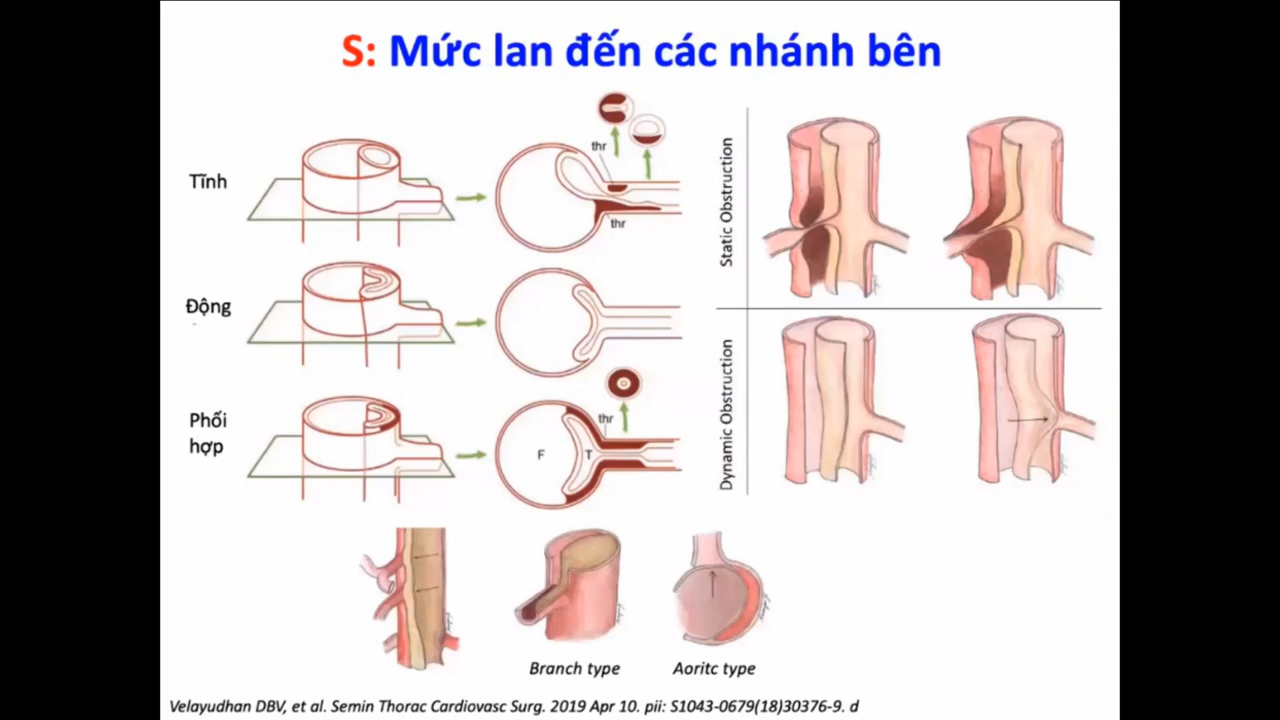 S: Mức lan đến các nhánh bên
Tĩnh
thr
thr
Động
Phối
hợp
thr
F
T
Static Obstruction
Dynamic Obstruction
Branch type
Aoritc type
Velayudhan DBV, et al. Semin Thorac Cardiovasc Surg. 2019 Apr 10. pii: S1043-0679(18)30376-9. d